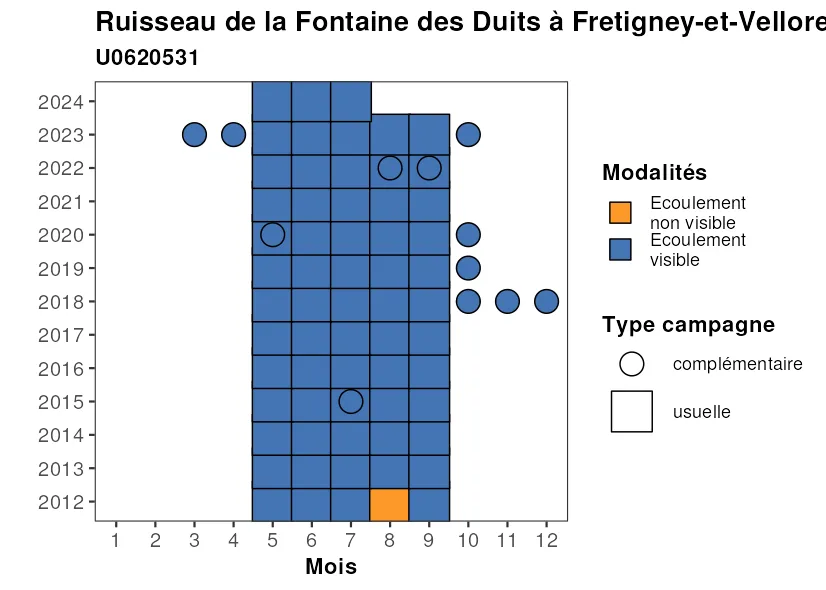 Ruisseau de la Fontaine des Duits à Fretigney-et-Vellore
U0620531
2024
2023
2022
2021
2020
2019
2018
2017
2016
2015
2014
2013
2012
1 2 3 4 5 6 7 8 9 10 11 12
Mois
Modalités
Ecoulement
non visible
Ecoulement
visible
Type campagne
complémentaire
usuelle